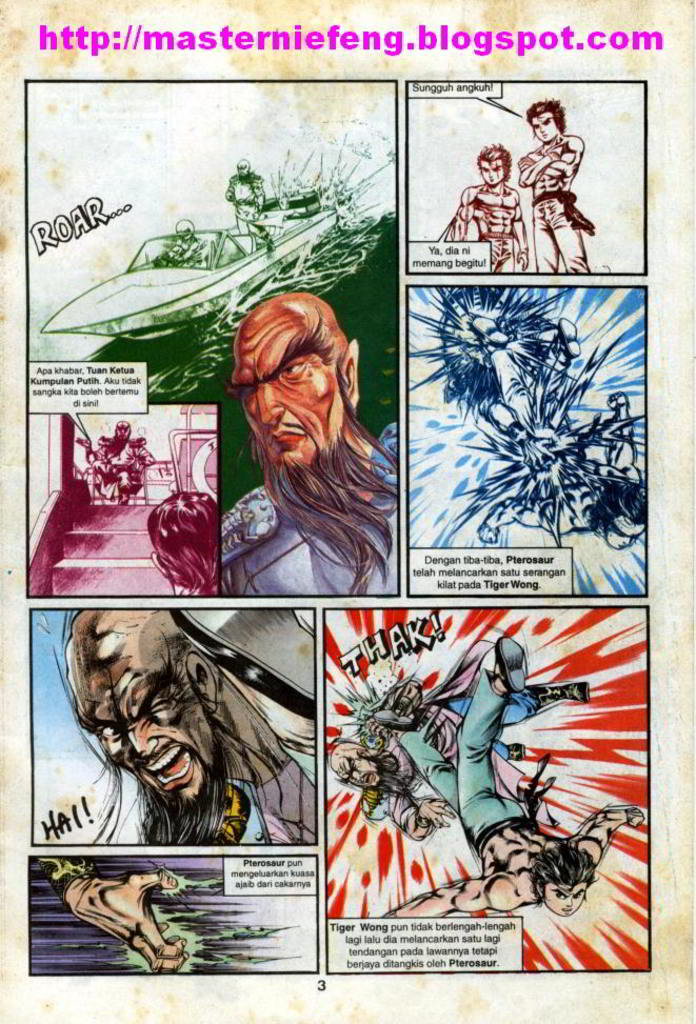 http://masterniefeng.blogspot.com
ROAR...
Apa khabar, Tuan Ketua
Kumpulan Putih. Aku tidak
sangka kita boleh bertemu
di sini!
Sungguh angkuh!
Ya, dia ni
memang begitu!
Dengan tiba-tiba, Pterosaur
telah melancarkan satu serangan
kilat pada Tiger Wong.
HAI!
Pterosaur pun
mengeluarkan kuasa
ajaib dari cakarnya
THAK!
Tiger Wong pun tidak berlengah-lengah
lagi lalu dia melancarkan satu lagi
tendangan pada lawannya tetapi
berjaya ditangkis oleh Pterosaur.
3